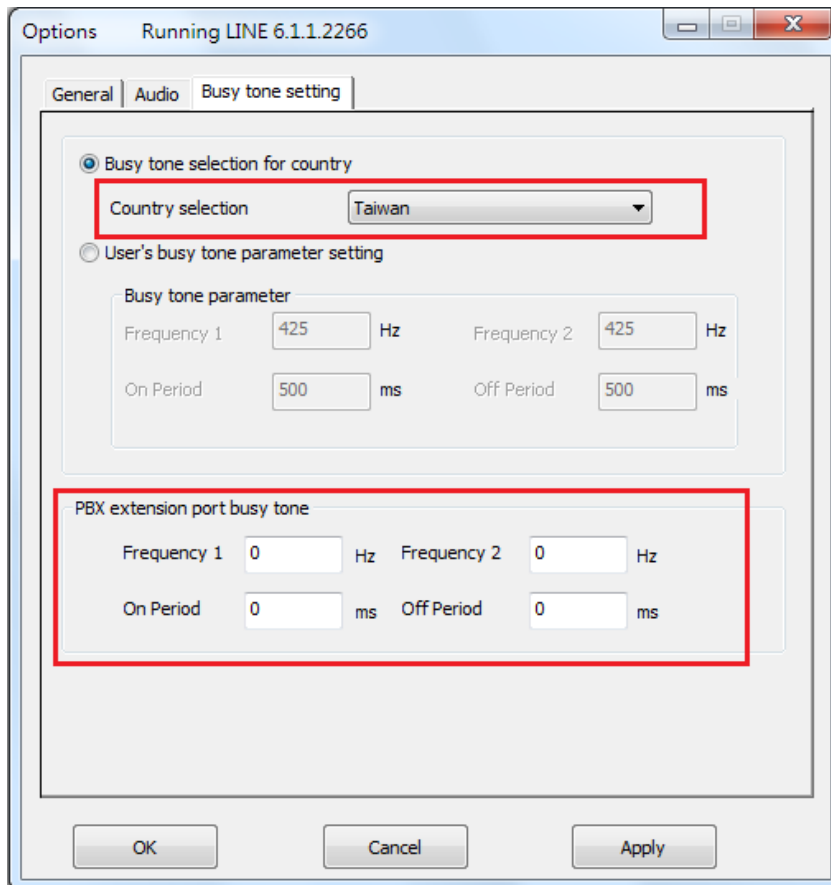 Options Running LINE 6.1.1.2266
General Audio Busy tone setting
Busy tone selection for country
Country selection Taiwan
User's busy tone parameter setting
Busy tone parameter
Frequency 1 425 Hz Frequency 2 425 Hz
On Period 500 ms Off Period 500 ms
PBX extension port busy tone
Frequency 1 0 Hz Frequency 2 0 Hz
On Period 0 ms Off Period 0 ms
OK Cancel Apply